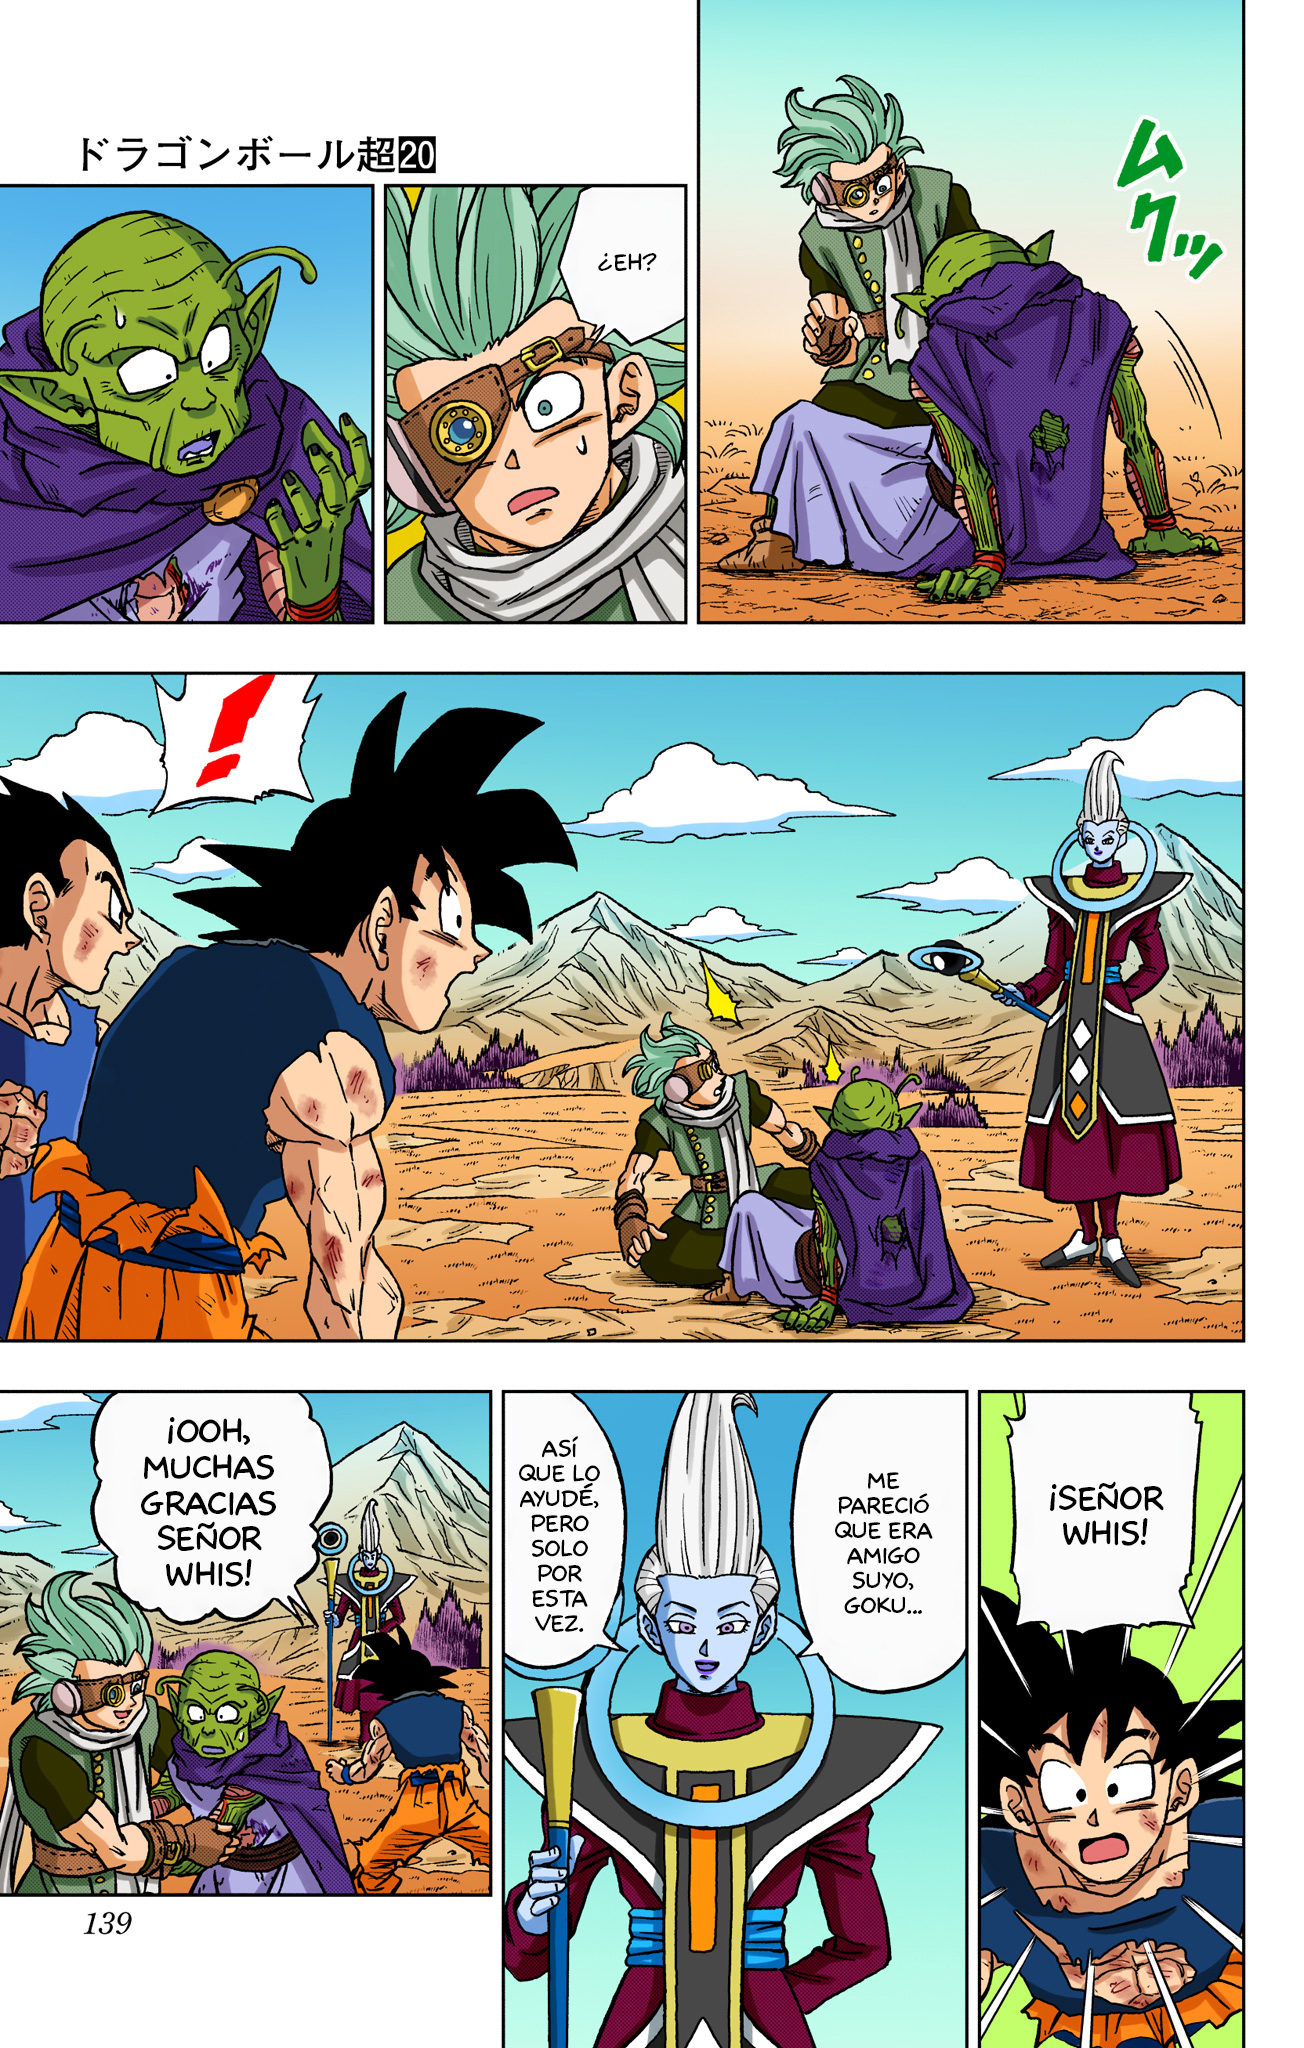 ドラゴンボール超20
ムクッ
¿EH?
!
¡SEÑOR
WHIS!
ME
PARECIÓ
QUE ERA
AMIGO
SUYO,
GOKU...
ASÍ
QUE LO
AYUDÉ,
PERO
SOLO
POR
ESTA
VEZ.
¡OOH,
MUCHAS
GRACIAS
SEÑOR
WHIS!
139